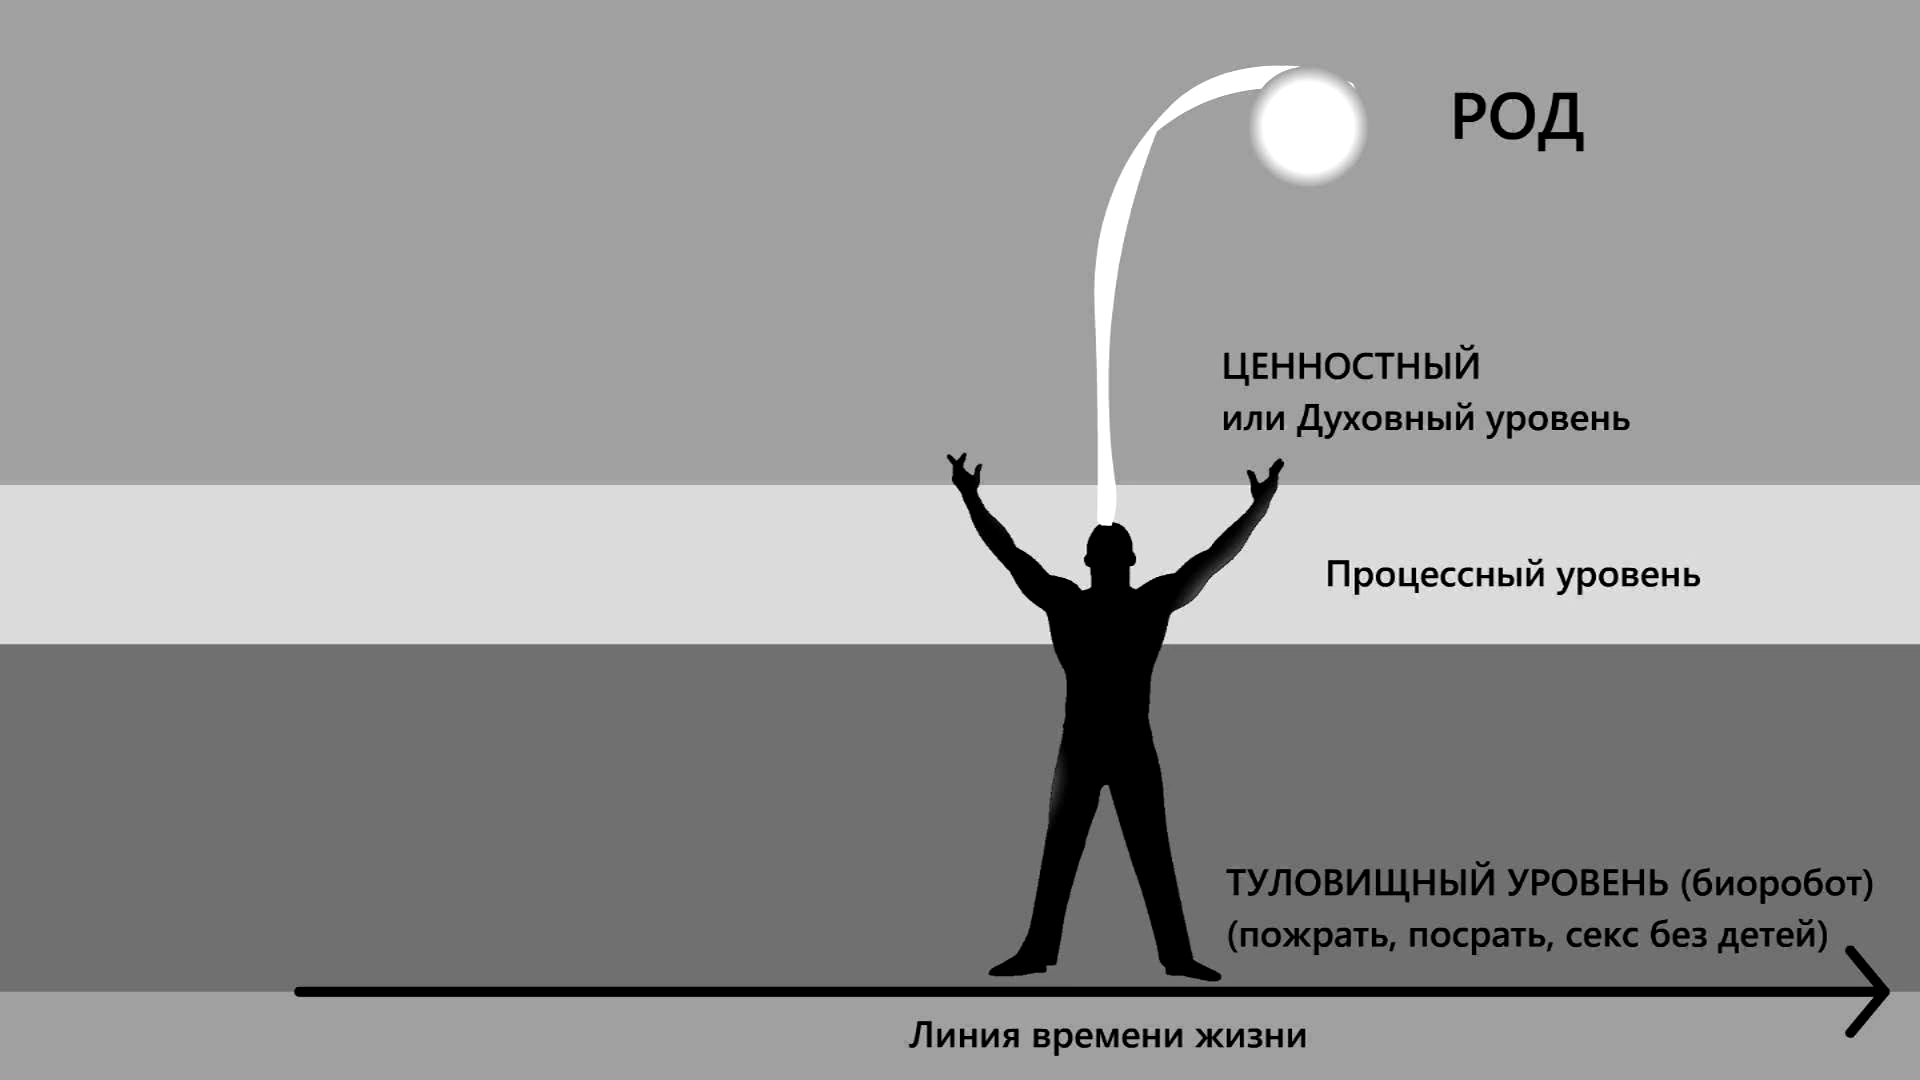 РОД
ЦЕННОСТНЫЙ
или Духовный уровень
Процессный уровень
ТУЛОВИЩНЫЙ УРОВЕНЬ (биоробот)
(пожрать, посрать, секс без детей)
Линия времени жизни